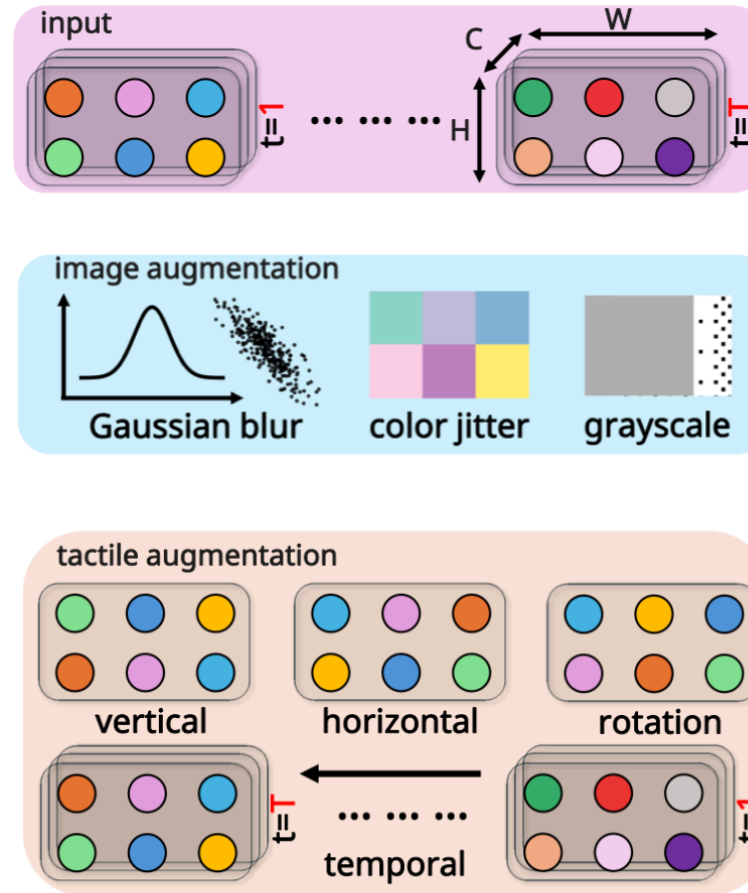 input
C
W
H
t=1
... ... ...
t=T
image augmentation
Gaussian blur
color jitter
grayscale
tactile augmentation
vertical
horizontal
rotation
t=T
... ... ...
t=1
temporal